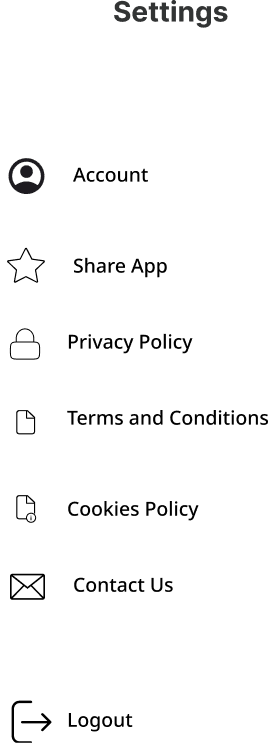 Settings
Account
Share App
Privacy Policy
Terms and Conditions
Cookies Policy
Contact Us
Logout